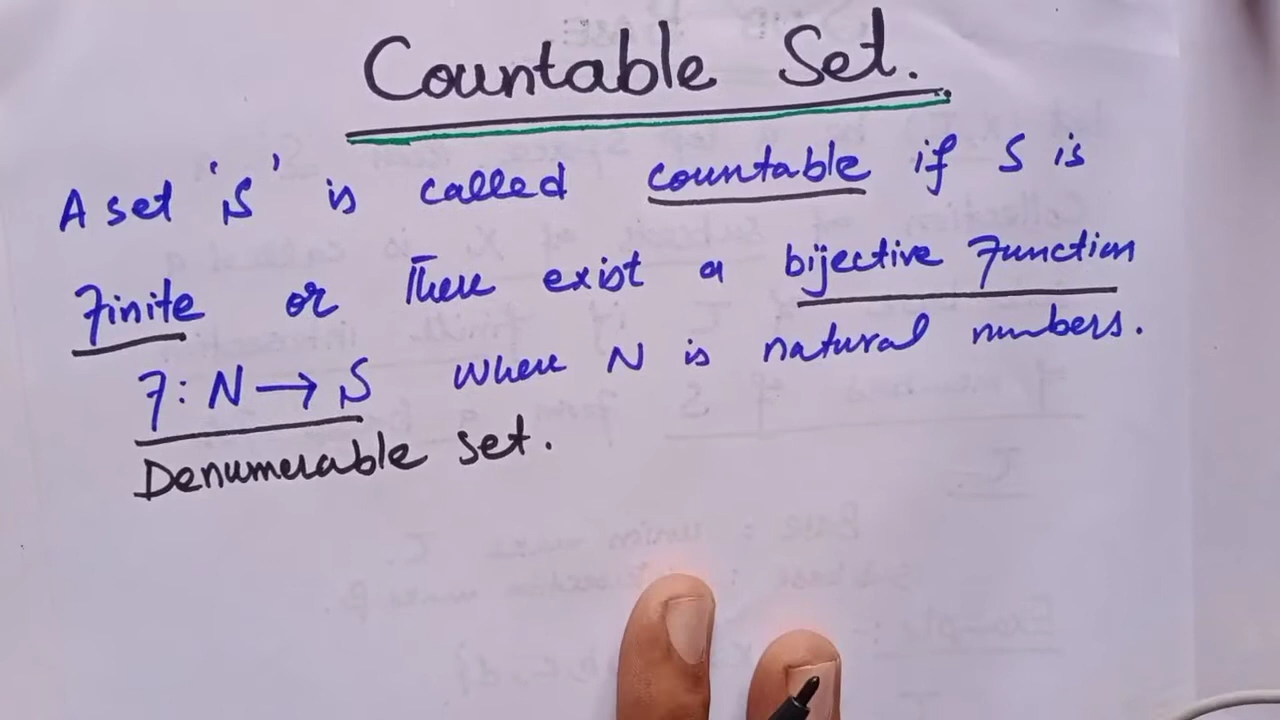 Countable Set.
A set 'S' is called countable if S is
Finite or There exist a bijective Function
F: N → S where N is natural numbers.
Denumerable set.